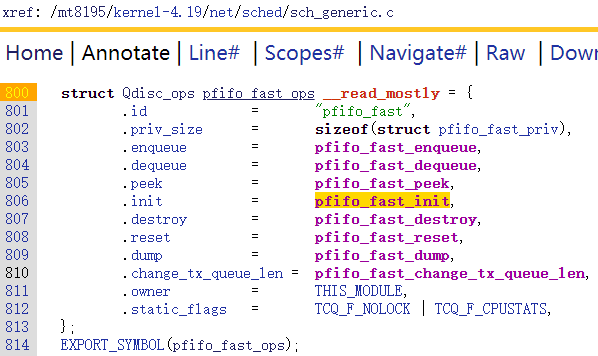 xref: /mt8195/kernel-4.19/net/sched/sch_generic.c
Home | Annotate | Line# | Scopes# | Navigate# | Raw | Down
800 struct Qdisc_ops pfifo_fast_ops __read_mostly = {
801 .id = "pfifo_fast",
802 .priv_size = sizeof(struct pfifo_fast_priv),
803 .enqueue = pfifo_fast_enqueue,
804 .dequeue = pfifo_fast_dequeue,
805 .peek = pfifo_fast_peek,
806 .init = pfifo_fast_init,
807 .destroy = pfifo_fast_destroy,
808 .reset = pfifo_fast_reset,
809 .dump = pfifo_fast_dump,
810 .change_tx_queue_len = pfifo_fast_change_tx_queue_len,
811 .owner = THIS_MODULE,
812 .static_flags = TCQ_F_NOLOCK | TCQ_F_CPUSTATS,
813 };
814 EXPORT_SYMBOL(pfifo_fast_ops);